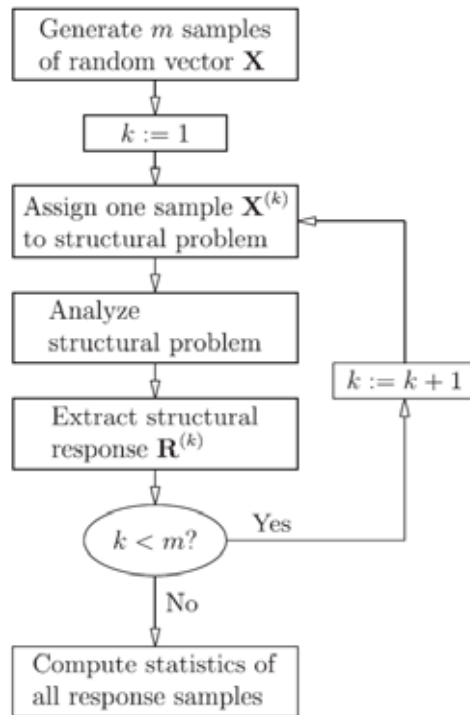 Generate m samples
of random vector X
k := 1
Assign one sample X^(k)
to structural problem
Analyze
structural problem
k := k + 1
Extract structural
response R^(k)
k < m?
Yes
No
Compute statistics of
all response samples